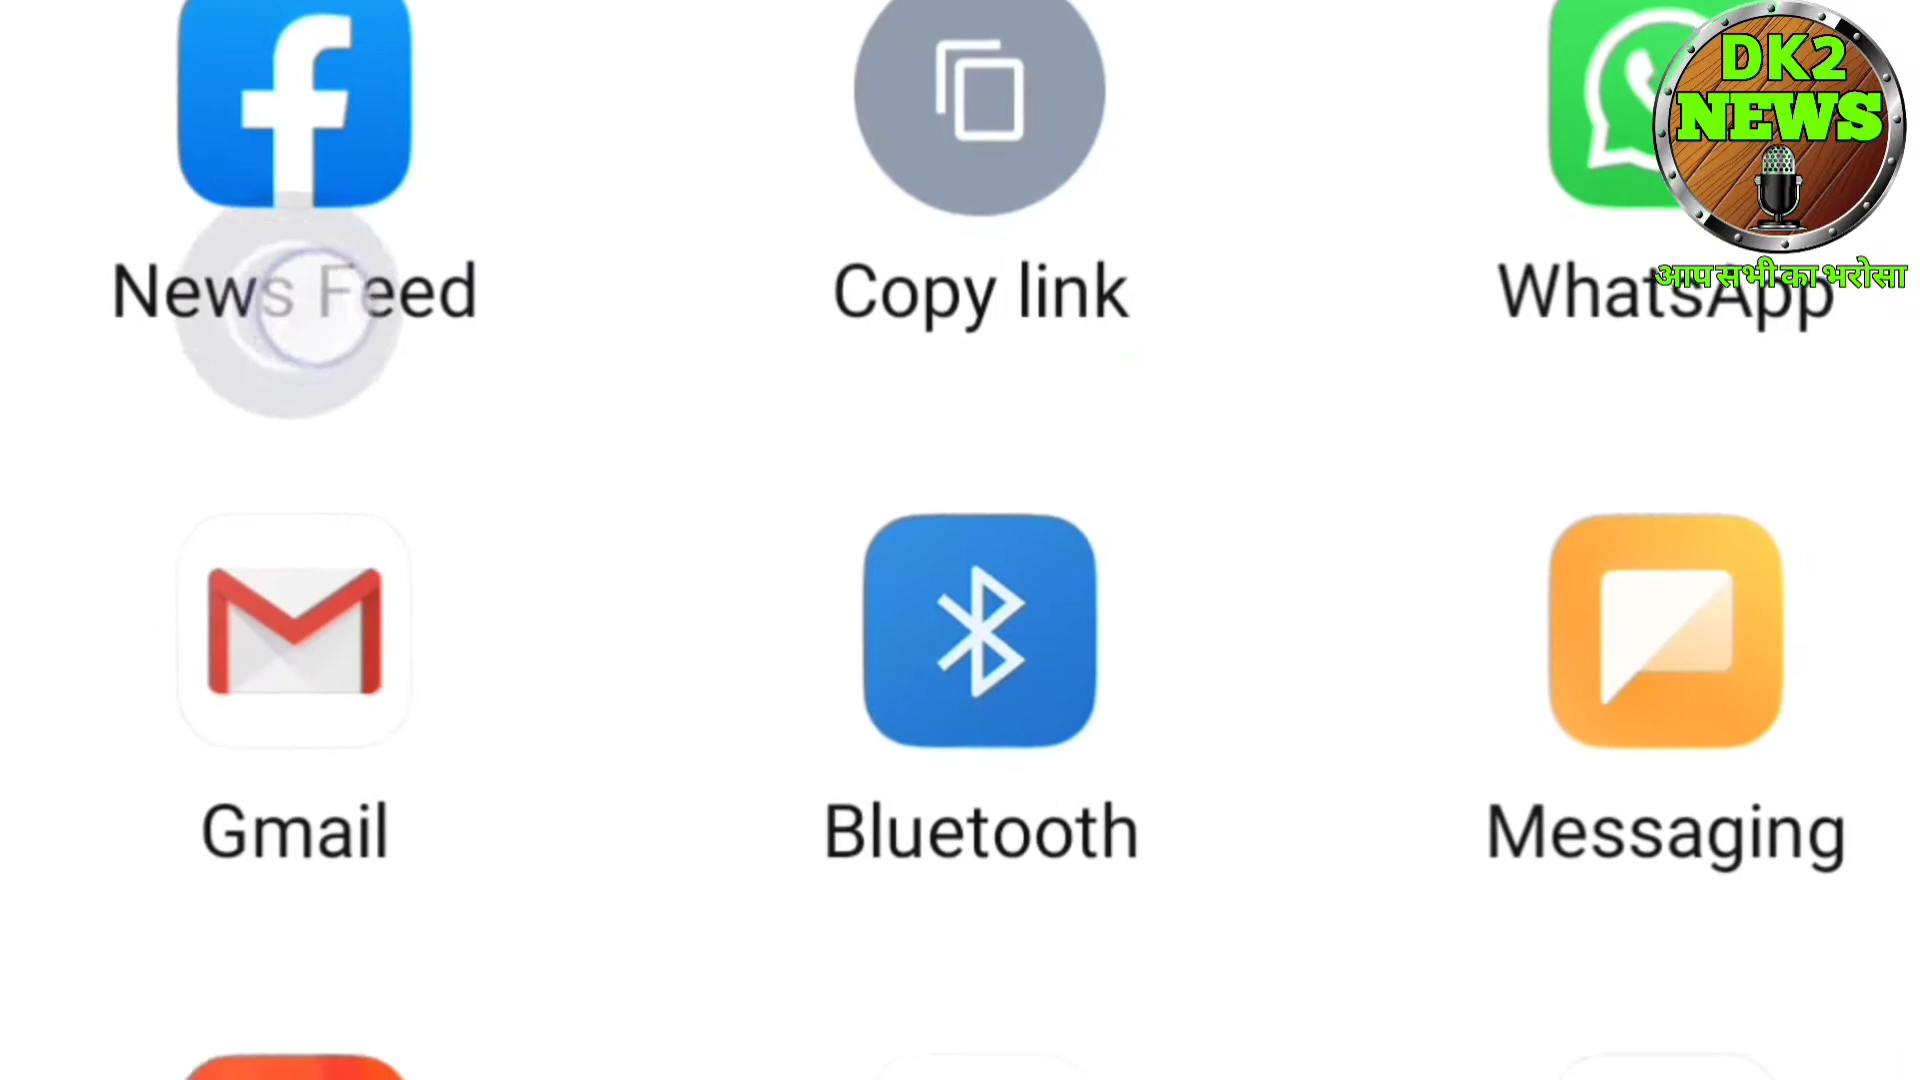 DK2
NEWS
आप सभी का भरोसा
News Feed
Copy link
WhatsApp
Gmail
Bluetooth
Messaging